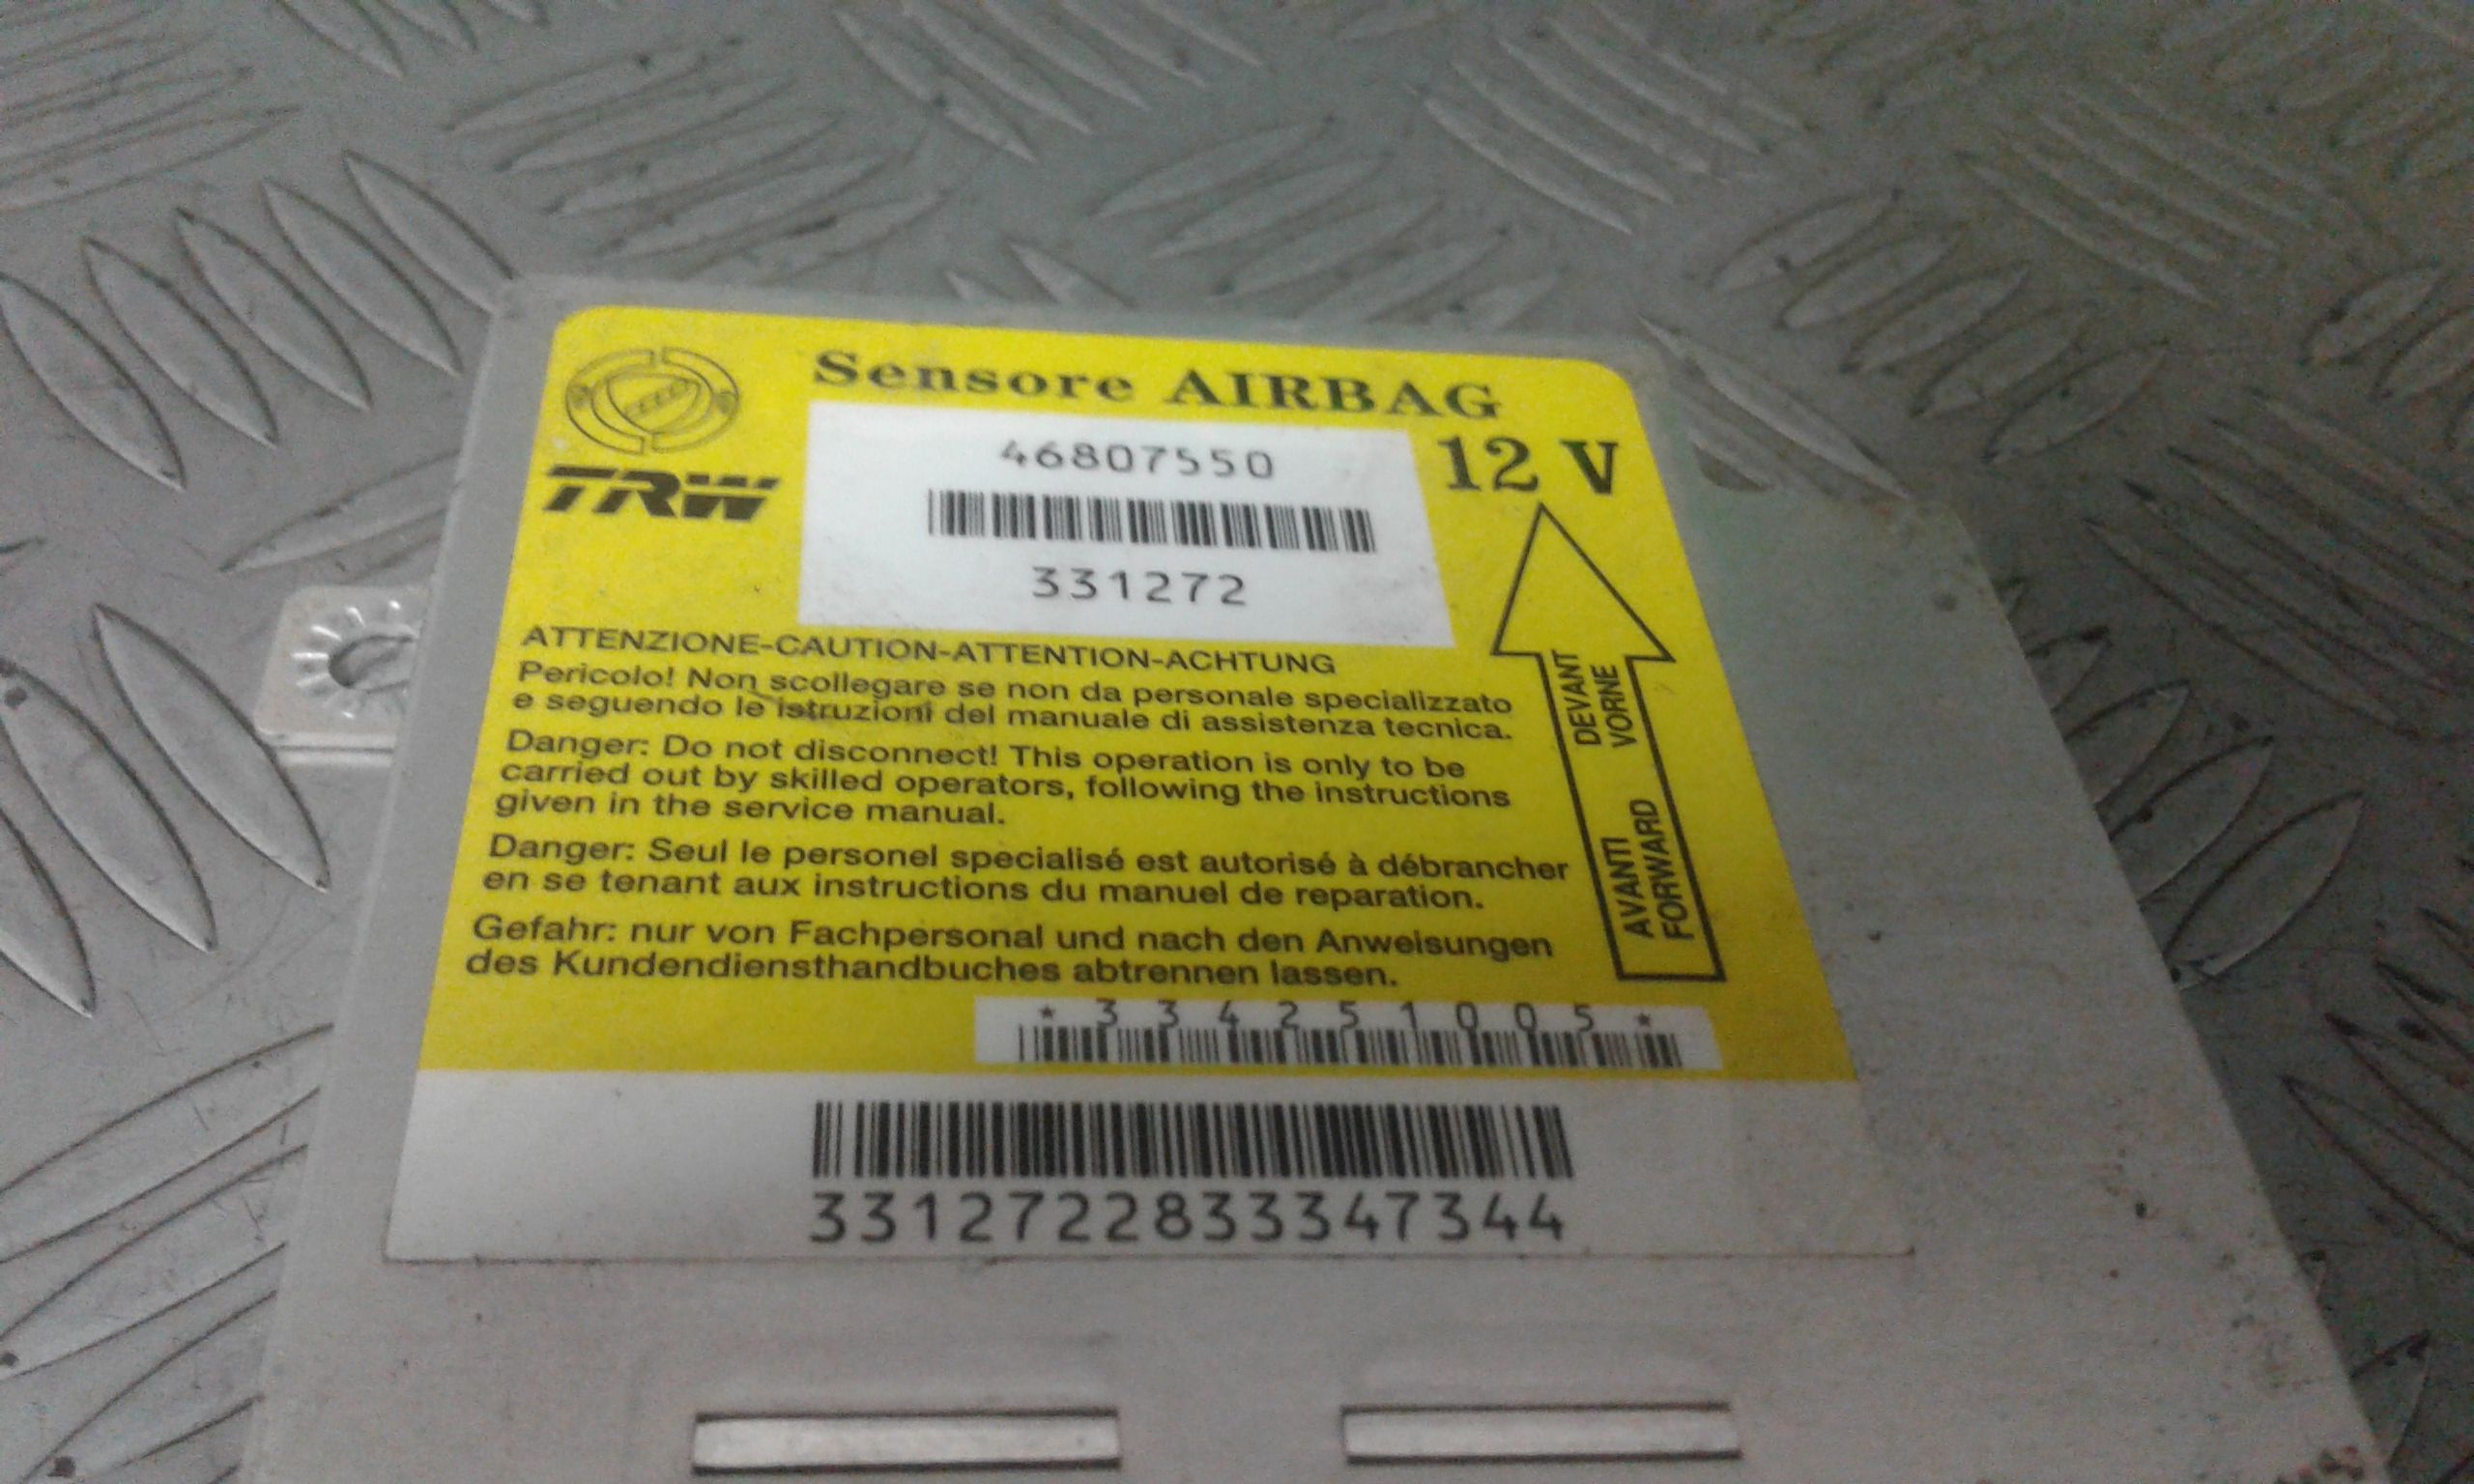 Sensore AIRBAG
12 V
TRW
46807550
331272
ATTENZIONE-CAUTION-ATTENTION-ACHTUNG
Pericolo! Non scollegare se non da personale specializzato
e seguendo le istruzioni del manuale di assistenza tecnica.
Danger: Do not disconnect! This operation is only to be
carried out by skilled operators, following the instructions
given in the service manual.
Danger: Seul le personel specialisé est autorisé à débrancher
en se tenant aux instructions du manuel de reparation.
Gefahr: nur von Fachpersonal und nach den Anweisungen
des Kundendiensthandbuches abtrennen lassen.
AVANTI DEVANT
FORWARD VORNE
*334251005*
3312722833347344